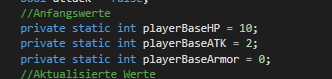 //Anfangswerte
private static int playerBaseHP = 10;
private static int playerBaseATK = 2;
private static int playerBaseArmor = 0;
//Aktualisierte Werte